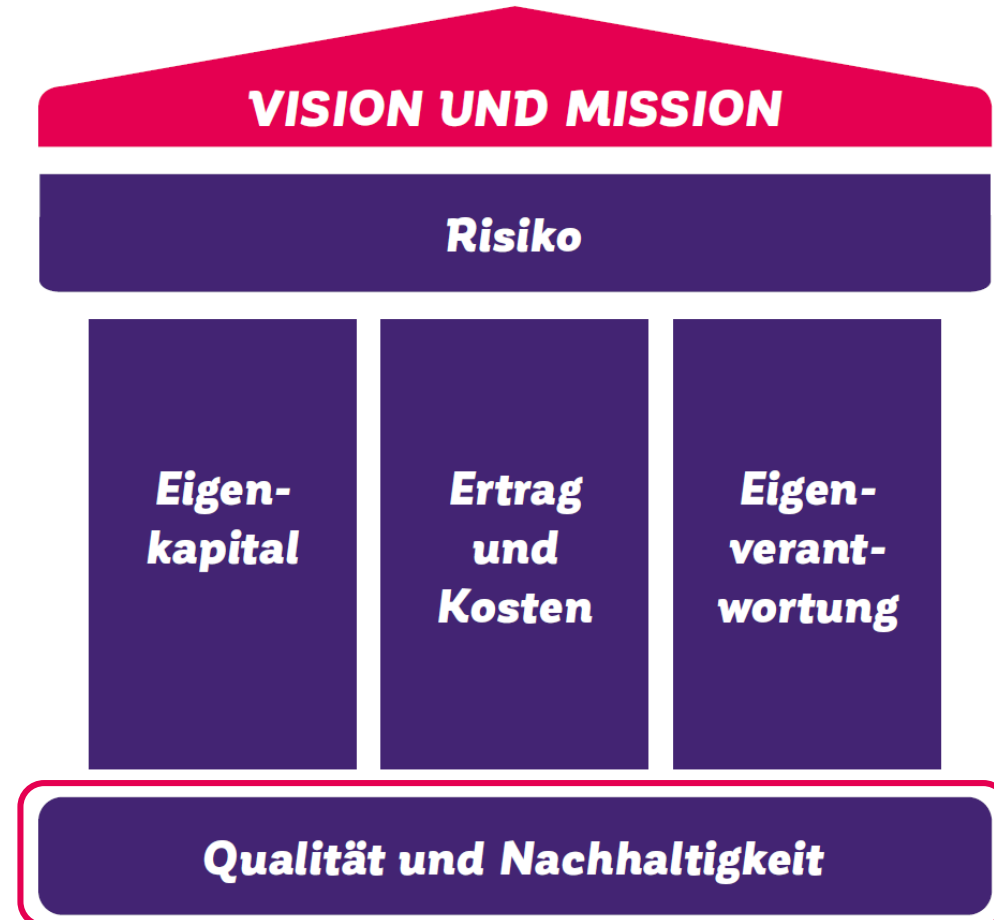 VISION UND MISSION
Risiko
Eigen-
kapital
Ertrag
und
Kosten
Eigen-
verant-
wortung
Qualität und Nachhaltigkeit